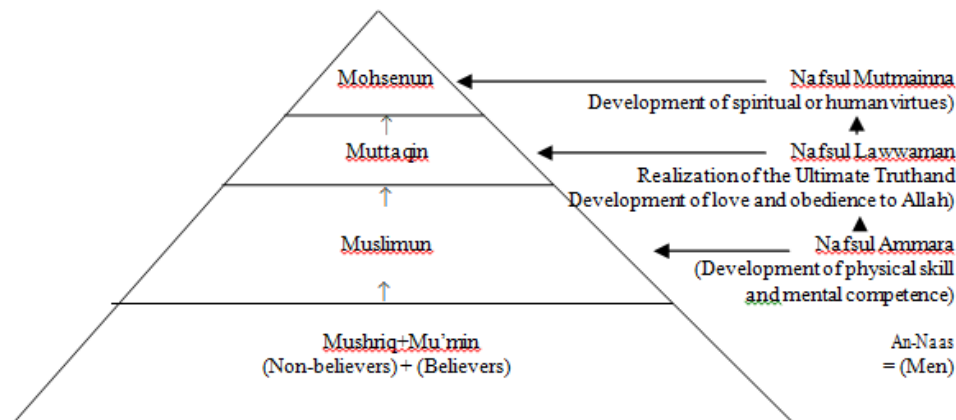 Mohsenun
Nafsul Mutmainna
Development of spiritual or human virtues)
Muttaqin
Nafsul Lawwaman
Realization of the Ultimate Truthand
Development of love and obedience to Allah)
Muslimun
Nafsul Ammara
(Development of physical skill
and mental competence)
Mushriq+Mu’min
(Non-believers) + (Believers)
An-Naas
= (Men)